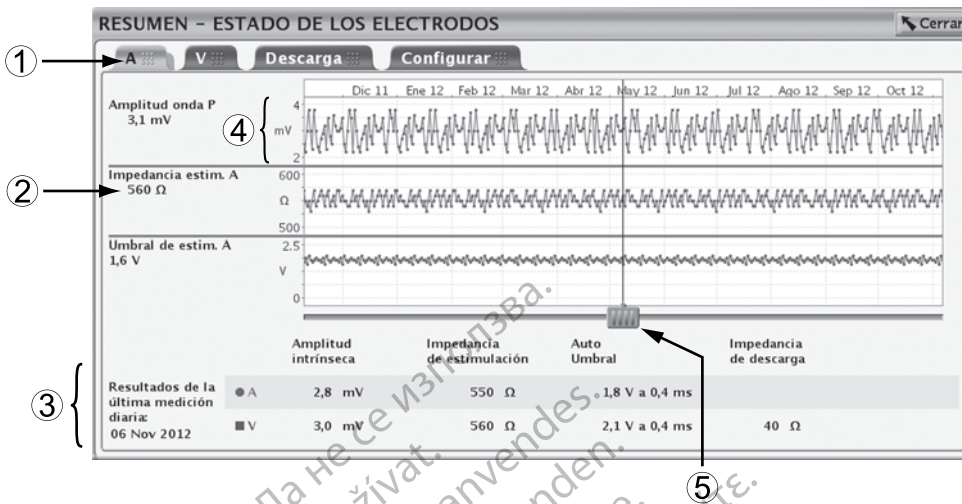 RESUMEN – ESTADO DE LOS ELECTRODOS
Cerrar
1
A
V
Descarga
Configurar
Dic 11 Ene 12 Feb 12 Mar 12 Abr 12 May 12 Jun 12 Jul 12 Ago 12 Sep 12 Oct 12
Amplitud onda P
3,1 mV
4
4
mV
2
2
Impedancia estim. A
560 Ω
600
Ω
500
Umbral de estim. A
1,6 V
2.5
V
0
Amplitud intrínseca
Impedancia de estimulación
Auto Umbral
Impedancia de descarga
3
Resultados de la
última medición
diaria:
06 Nov 2012
A 2,8 mV 550 Ω 1,8 V a 0,4 ms
V 3,0 mV 560 Ω 2,1 V a 0,4 ms 40 Ω
5
Да не се използва.